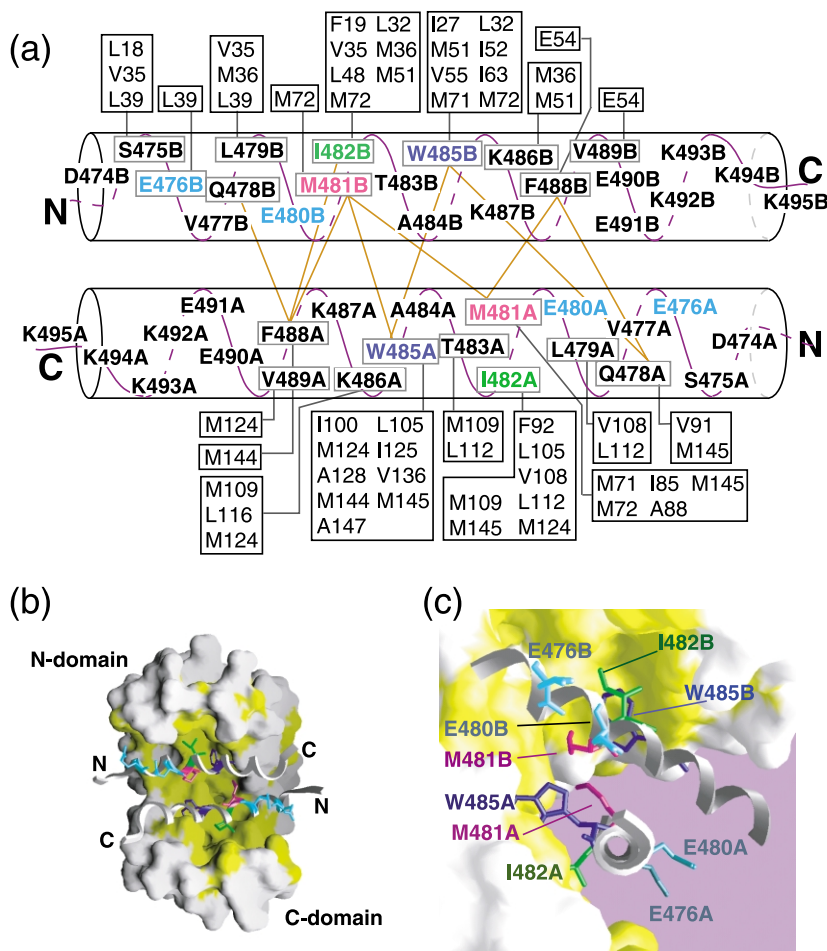 (a)
L18
V35
L39
L39
V35
M36
L39
M72
F19 L32
V35 M36
L48 M51
M72
I27 L32
M51 I52
V55 I63
M71 M72
E54
M36
M51
E54
N
D474B
S475B
E476B
V477B
Q478B
L479B
E480B
M481B
I482B
T483B
A484B
W485B
K486B
K487B
F488B
V489B
E490B
E491B
K492B
K493B
K494B
K495B
C
K495A
C
K494A
K493A
K492A
E491A
E490A
V489A
F488A
K487A
K486A
W485A
A484A
T483A
I482A
M481A
E480A
L479A
Q478A
V477A
E476A
S475A
D474A
N
M124
M144
M109
L116
M124
I100 L105
M124 I125
A128 V136
M144 M145
A147
M109
L112
F92
L105
V108
M109 L112
M145 M124
V108
L112
V91
M145
M71 I85 M145
M72 A88
(b)
N-domain
N
C
N
C
C-domain
(c)
E476B
I482B
W485B
E480B
M481B
W485A
M481A
I482A
E480A
E476A